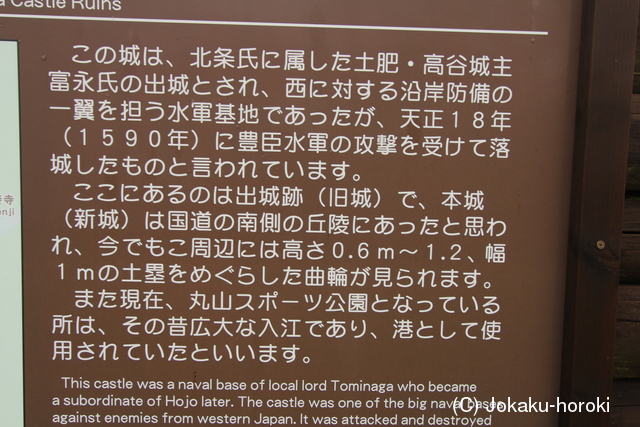 a Castle Ruins
この城は、北条氏に属した土肥・高谷城主
富永氏の出城とされ、西に対する沿岸防備の
一翼を担う水軍基地であったが、天正１８年
（１５９０年）に豊臣水軍の攻撃を受けて落
城したものと言われています。
ここにあるのは出城跡（旧城）で、本城
（新城）は国道の南側の丘陵にあったと思わ
れ、今でもこ周辺には高さ０.６ｍ〜１.２、幅
１ｍの土塁をめぐらした曲輪が見られます。
また現在、丸山スポーツ公園となっている
所は、その昔広大な入江であり、港として使
用されていたといいます。
This castle was a naval base of local lord Tominaga who became
a subordinate of Hojo later. The castle was one of the big naval bases
against enemies from western Japan. It was attacked and destroyed
寺
nji
(C) Jokaku-horoki